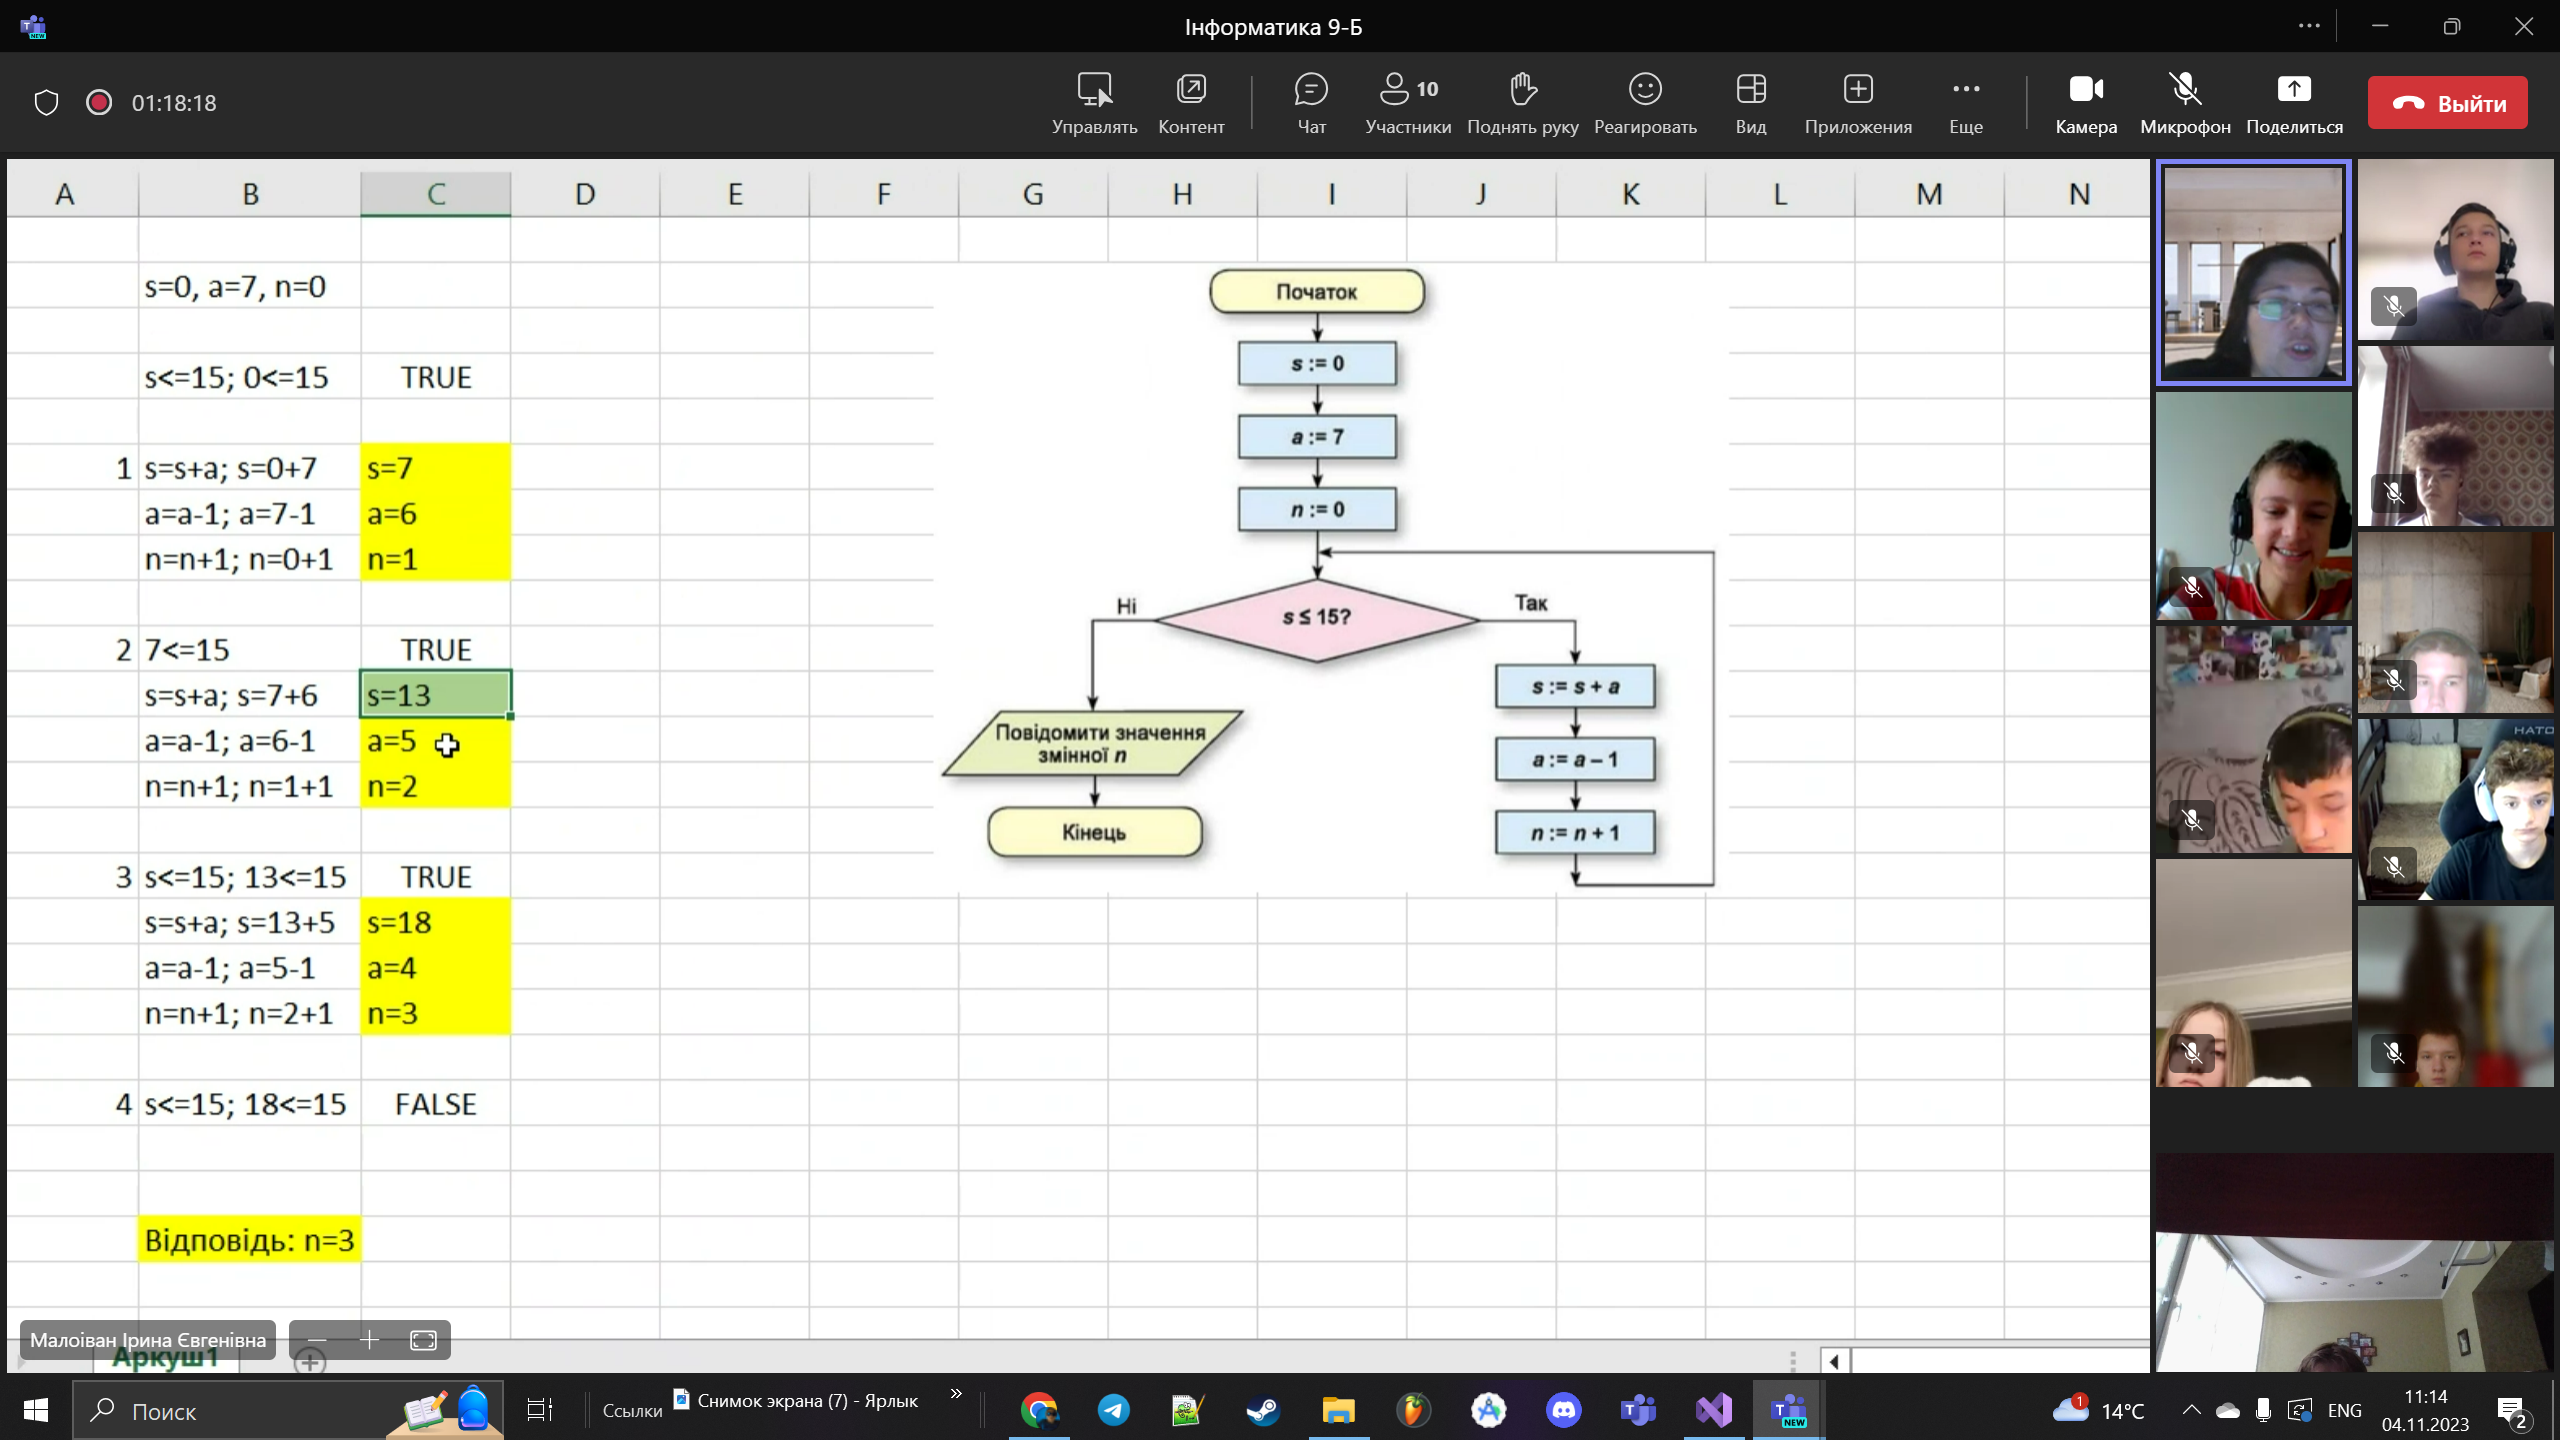 Інформатика 9-Б
01:18:18
Управлять
Контент
Чат
10
Участники
Поднять руку
Реагировать
Вид
Приложения
Еще
Камера
Микрофон
Поделиться
Выйти
A B C D E F G H I J K L M N
s=0, a=7, n=0
s<=15; 0<=15 TRUE
1 s=s+a; s=0+7 s=7
a=a-1; a=7-1 a=6
n=n+1; n=0+1 n=1
2 7<=15 TRUE
s=s+a; s=7+6 s=13
a=a-1; a=6-1 a=5
n=n+1; n=1+1 n=2
3 s<=15; 13<=15 TRUE
s=s+a; s=13+5 s=18
a=a-1; a=5-1 a=4
n=n+1; n=2+1 n=3
4 s<=15; 18<=15 FALSE
Відповідь: n=3
Початок
s := 0
a := 7
n := 0
s ≤ 15?
Ні
Так
s := s + a
a := a – 1
n := n + 1
Повідомити значення
змінної n
Кінець
Малоіван Ірина Євгенівна
Аркуш1
Поиск
Ссылки
Снимок экрана (7) - Ярлык
NEW
1
14°C
ENG
11:14
04.11.2023
2